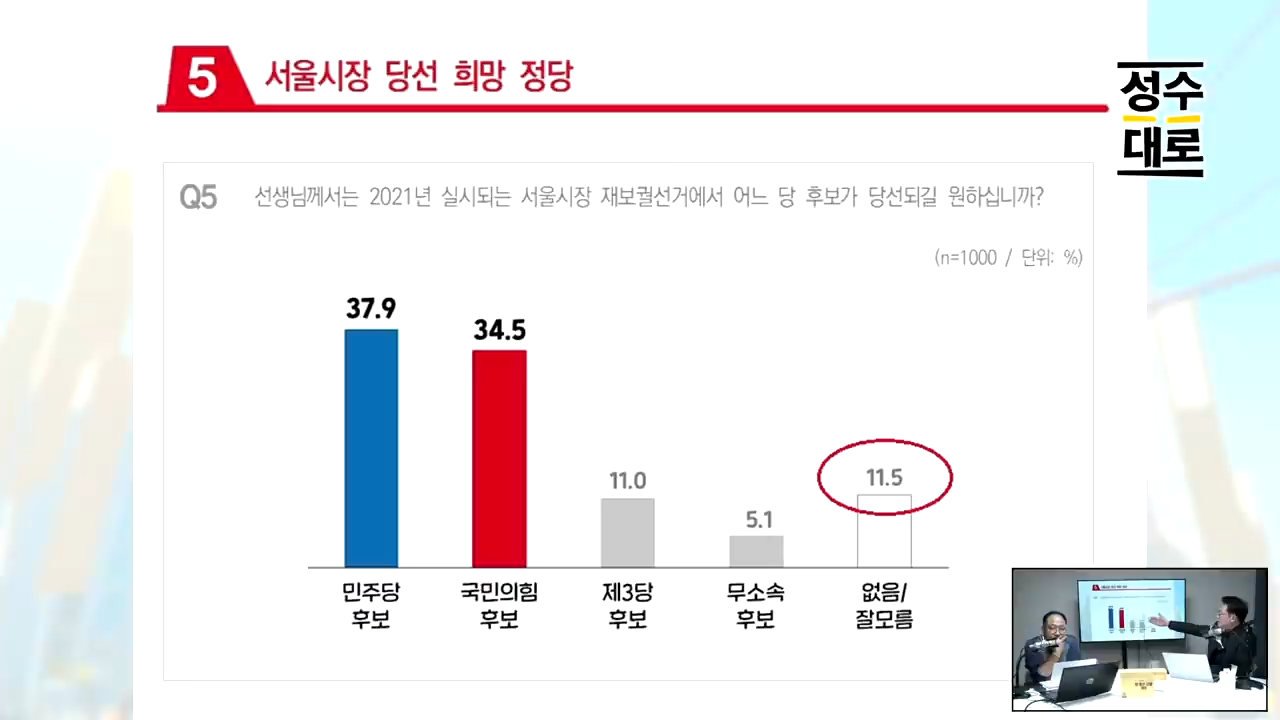 5 서울시장 당선 희망 정당
성수
대로
Q5 선생님께서는 2021년 실시되는 서울시장 재보궐선거에서 어느 당 후보가 당선되길 원하십니까?
(n=1000 / 단위: %)
37.9
34.5
11.0
5.1
11.5
민주당
후보
국민의힘
후보
제3당
후보
무소속
후보
없음/
잘모름